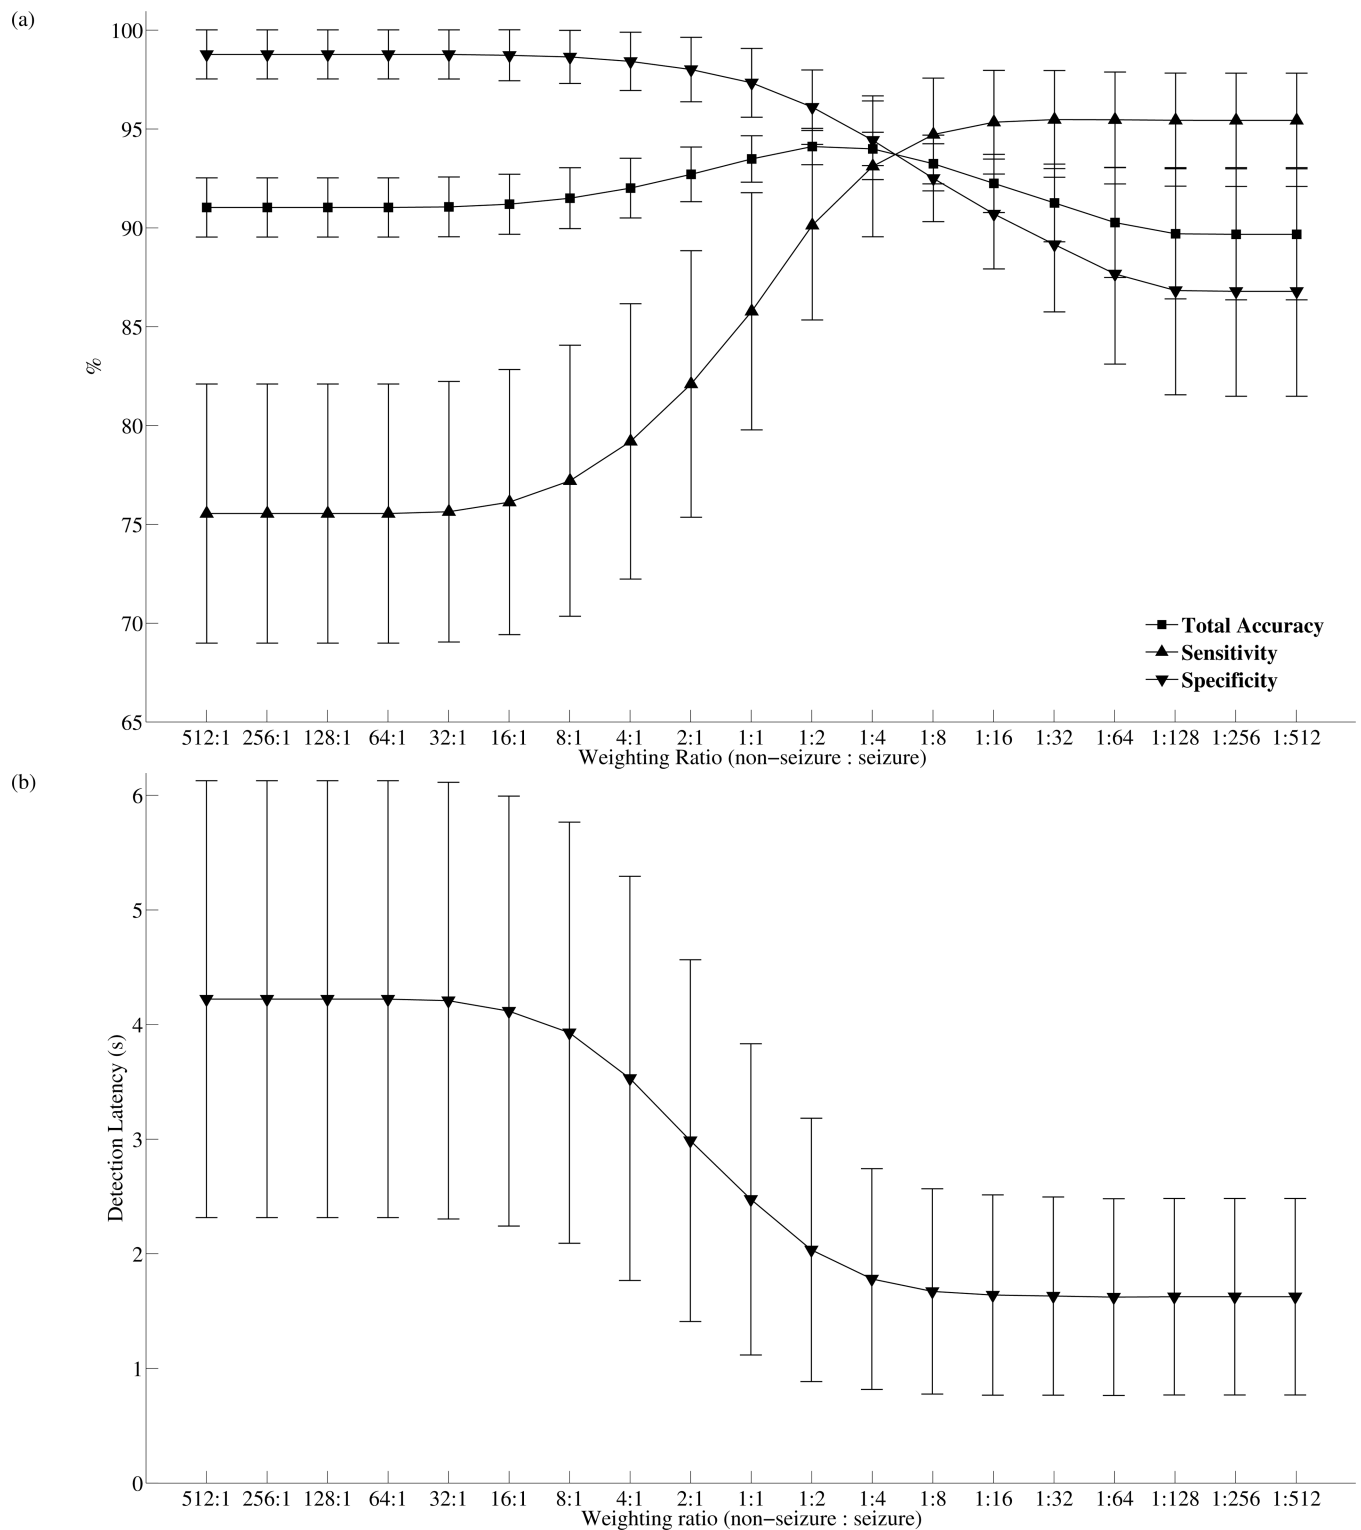 (a)
100
95
90
85
%
80
75
70
65
Total Accuracy
Sensitivity
Specificity
512:1 256:1 128:1 64:1 32:1 16:1 8:1 4:1 2:1 1:1 1:2 1:4 1:8 1:16 1:32 1:64 1:128 1:256 1:512
Weighting Ratio (non−seizure : seizure)
(b)
6
5
4
Detection Latency (s)
3
2
1
0
512:1 256:1 128:1 64:1 32:1 16:1 8:1 4:1 2:1 1:1 1:2 1:4 1:8 1:16 1:32 1:64 1:128 1:256 1:512
Weighting ratio (non−seizure : seizure)